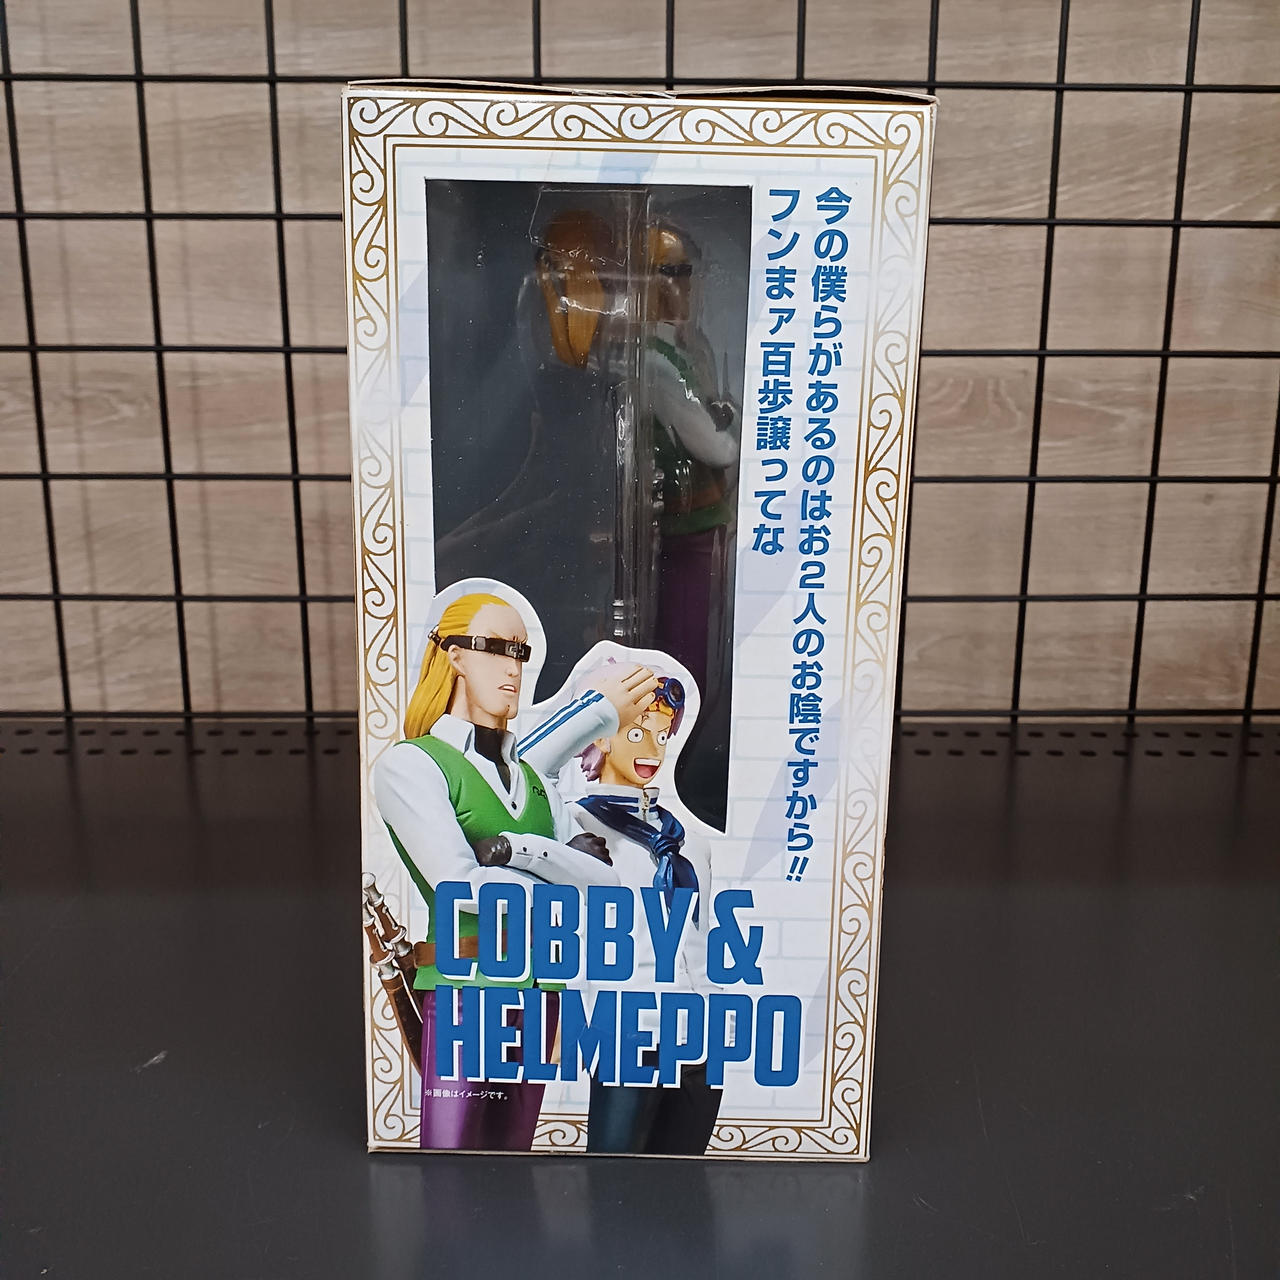 今の僕らがあるのはお2人のお陰ですから!!
フンまァ百歩譲ってな
COBBY &
HELMEPPO
※画像はイメージです。